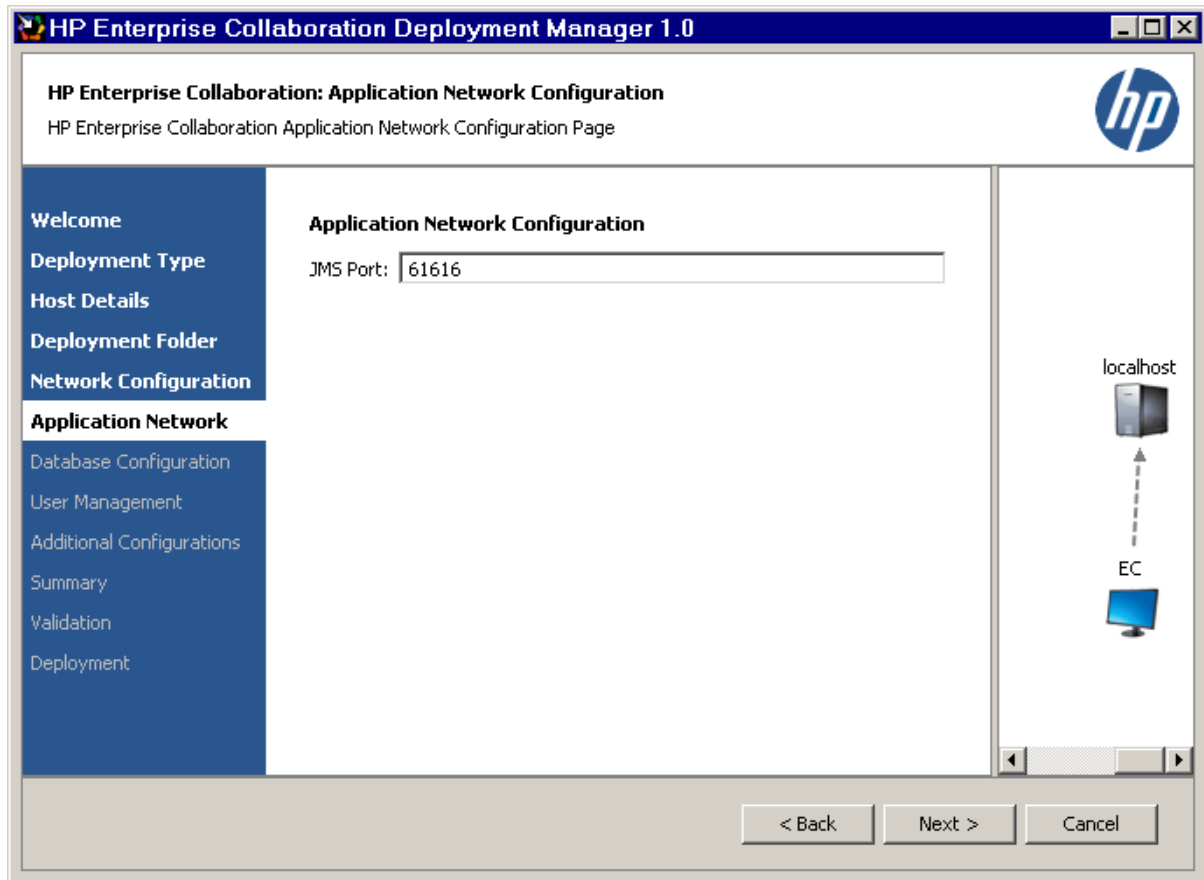 HP Enterprise Collaboration Deployment Manager 1.0
HP Enterprise Collaboration: Application Network Configuration
HP Enterprise Collaboration Application Network Configuration Page
hp
Welcome
Deployment Type
Host Details
Deployment Folder
Network Configuration
Application Network
Database Configuration
User Management
Additional Configurations
Summary
Validation
Deployment
Application Network Configuration
JMS Port: 61616
localhost
EC
< Back Next > Cancel